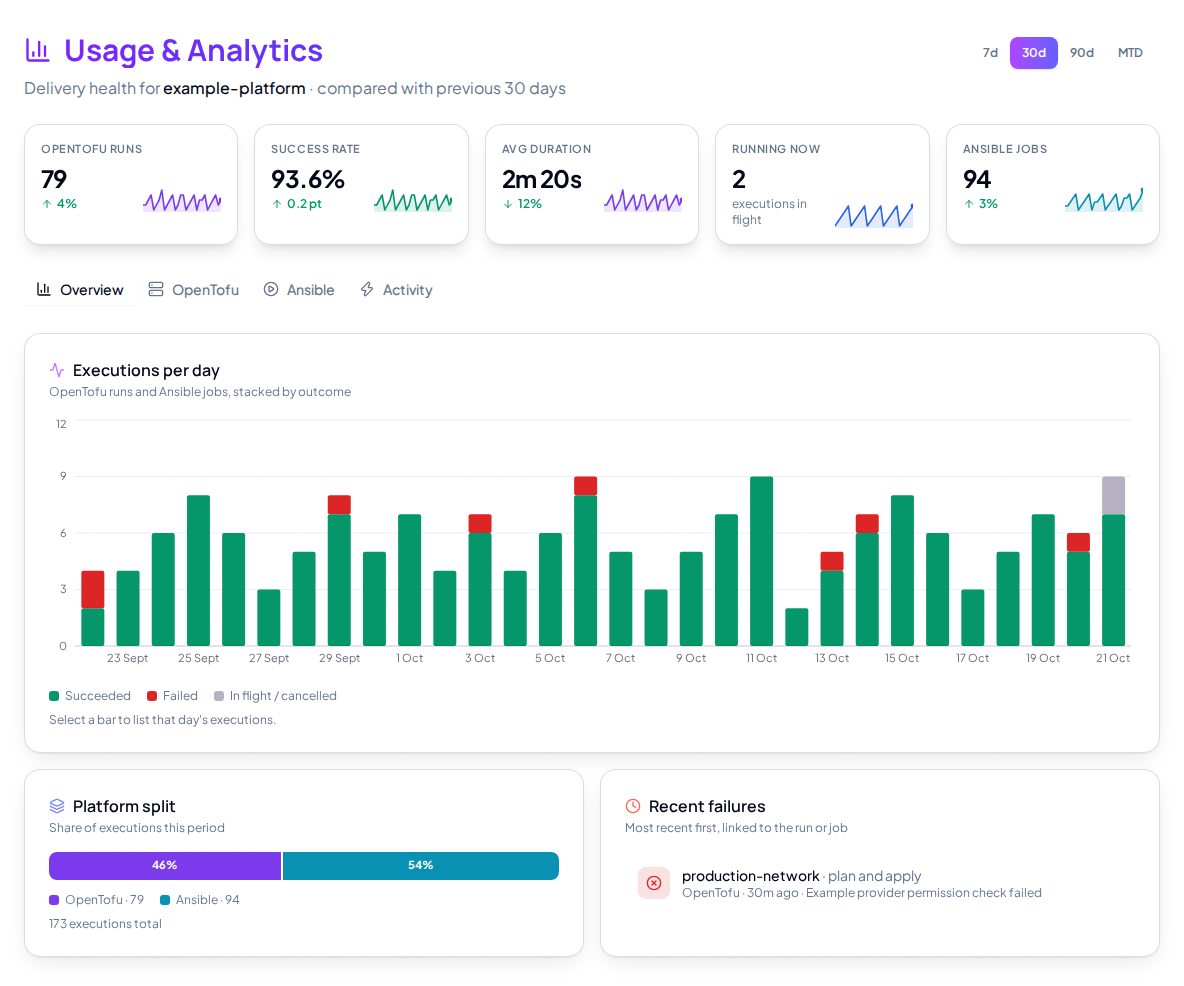 Usage & Analytics
7d 30d 90d MTD
Delivery health for example-platform · compared with previous 30 days
OPENTOFU RUNS
79
↑ 4%
SUCCESS RATE
93.6%
↑ 0.2 pt
AVG DURATION
2m 20s
↓ 12%
RUNNING NOW
2
executions in
flight
ANSIBLE JOBS
94
↑ 3%
Overview OpenTofu Ansible Activity
Executions per day
OpenTofu runs and Ansible jobs, stacked by outcome
12
9
6
3
0
23 Sept 25 Sept 27 Sept 29 Sept 1 Oct 3 Oct 5 Oct 7 Oct 9 Oct 11 Oct 13 Oct 15 Oct 17 Oct 19 Oct 21 Oct
Succeeded Failed In flight / cancelled
Select a bar to list that day's executions.
Platform split
Share of executions this period
46% 54%
OpenTofu · 79 Ansible · 94
173 executions total
Recent failures
Most recent first, linked to the run or job
production-network · plan and apply
OpenTofu · 30m ago · Example provider permission check failed